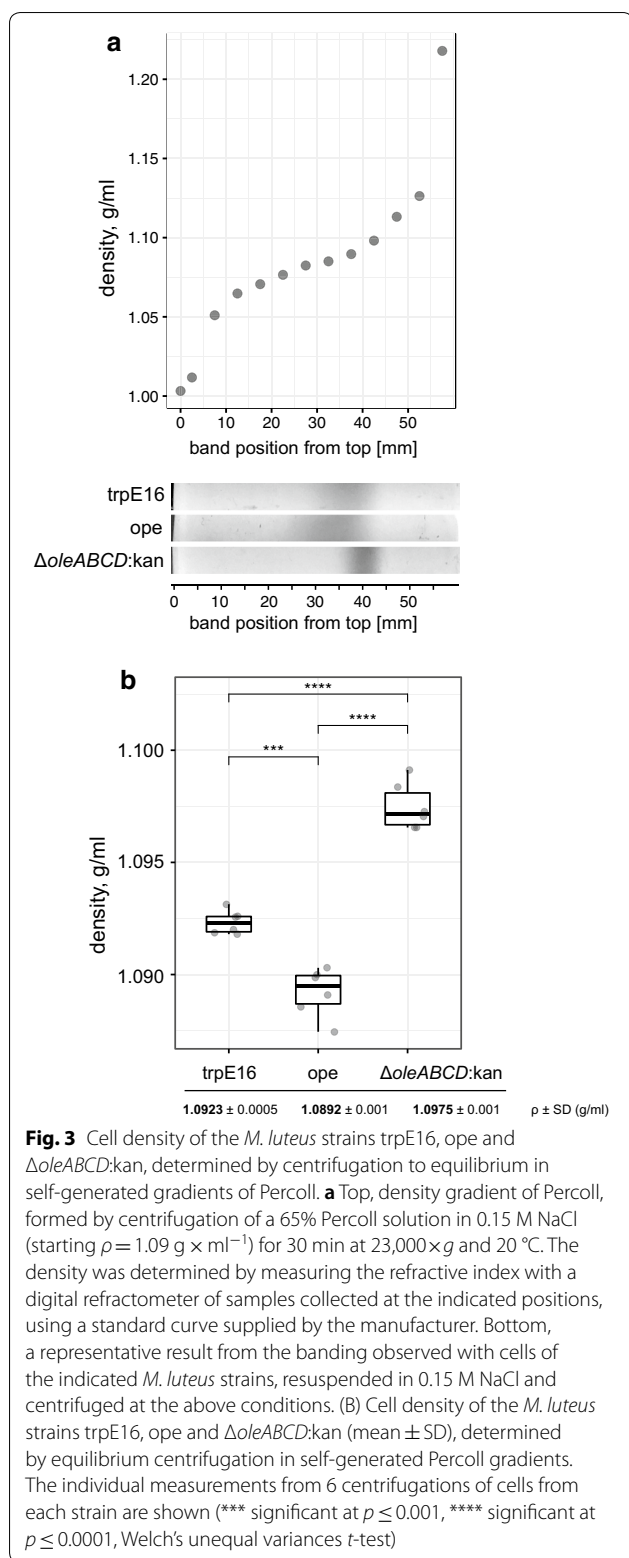 a
1.20
1.15
1.10
1.05
1.00
density, g/ml
0 10 20 30 40 50
band position from top [mm]
trpE16
ope
ΔoleABCD:kan
0 10 20 30 40 50
band position from top [mm]
b
**** 
****
***
1.100
1.095
1.090
density, g/ml
trpE16 ope ΔoleABCD:kan
1.0923 ± 0.0005 1.0892 ± 0.001 1.0975 ± 0.001 ρ ± SD (g/ml)
Fig. 3 Cell density of the M. luteus strains trpE16, ope and
ΔoleABCD:kan, determined by centrifugation to equilibrium in
self-generated gradients of Percoll. a Top, density gradient of Percoll,
formed by centrifugation of a 65% Percoll solution in 0.15 M NaCl
(starting ρ = 1.09 g × ml⁻¹) for 30 min at 23,000×g and 20 °C. The
density was determined by measuring the refractive index with a
digital refractometer of samples collected at the indicated positions,
using a standard curve supplied by the manufacturer. Bottom,
a representative result from the banding observed with cells of
the indicated M. luteus strains, resuspended in 0.15 M NaCl and
centrifuged at the above conditions. (B) Cell density of the M. luteus
strains trpE16, ope and ΔoleABCD:kan (mean ± SD), determined
by equilibrium centrifugation in self-generated Percoll gradients.
The individual measurements from 6 centrifugations of cells from
each strain are shown (*** significant at p ≤ 0.001, **** significant at
p ≤ 0.0001, Welch's unequal variances t-test)